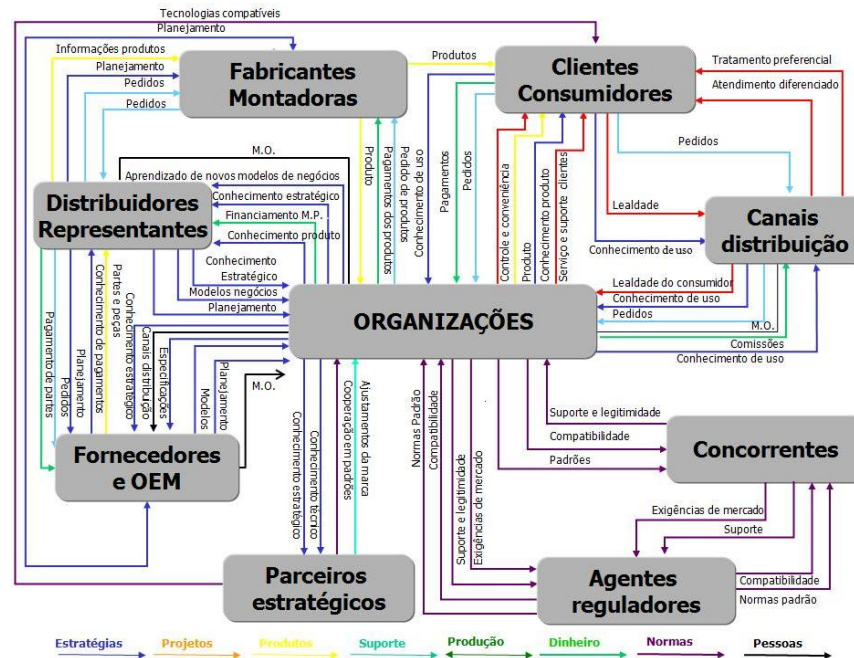 Tecnologias compatíveis
Planejamento
Informações produtos
Planejamento
Pedidos
Pedidos
Fabricantes
Montadoras
Produtos
Clientes
Consumidores
Tratamento preferencial
Atendimento diferenciado
M.O.
Aprendizado de novos modelos de negócios
Conhecimento estratégico
Financiamento M.P.
Conhecimento produto
Distribuidores
Representantes
Produto
Pagamentos dos produtos
Pedido de produtos
Conhecimento de uso
Pagamentos
Pedidos
Controle e conveniência
Produto
Conhecimento produto
Serviço e suporte clientes
Pedidos
Lealdade
Conhecimento de uso
Canais
distribuição
Conhecimento
Estratégico
Modelos negócios
Planejamento
ORGANIZAÇÕES
Lealdade do consumidor
Conhecimento de uso
Pedidos
M.O.
Comissões
Conhecimento de uso
Pagamento de partes
Pedidos
Planejamento
Conhecimento de pagamentos
Partes e peças
Conhecimento estratégico
Canais distribuição
Especificações
Modelos
Planejamento
M.O.
Fornecedores
e OEM
Conhecimento estratégico
Conhecimento técnico
Cooperação em padrões
Ajustamentos da marca
Normas Padrão
Compatibilidade
Suporte e legitimidade
Exigências de mercado
Suporte e legitimidade
Compatibilidade
Padrões
Concorrentes
Exigências de mercado
Suporte
Parceiros
estratégicos
Agentes
reguladores
Compatibilidade
Normas padrão
Estratégias
Projetos
Produtos
Suporte
Produção
Dinheiro
Normas
Pessoas